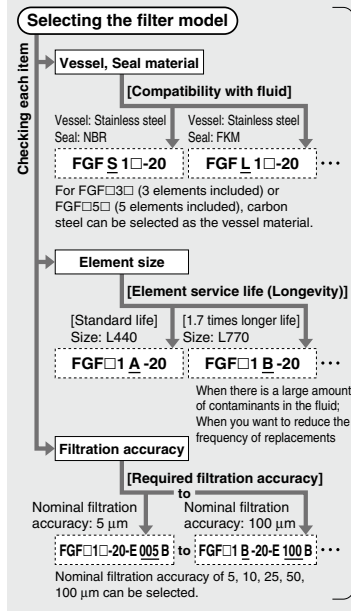 Selecting the filter model
Checking each item
Vessel, Seal material
[Compatibility with fluid]
Vessel: Stainless steel
Seal: NBR
Vessel: Stainless steel
Seal: FKM
FGF S 1□-20
FGF L 1□-20 ···
For FGF□3□ (3 elements included) or
FGF□5□ (5 elements included), carbon
steel can be selected as the vessel material.
Element size
[Element service life (Longevity)]
[Standard life]
Size: L440
[1.7 times longer life]
Size: L770
FGF□1 A -20
FGF□1 B -20 ···
When there is a large amount
of contaminants in the fluid;
When you want to reduce the
frequency of replacements
Filtration accuracy
[Required filtration accuracy]
to
Nominal filtration
accuracy: 5 μm
Nominal filtration
accuracy: 100 μm
FGF□1□-20-E 005 B to FGF□1 B -20-E 100 B ···
Nominal filtration accuracy of 5, 10, 25, 50,
100 μm can be selected.